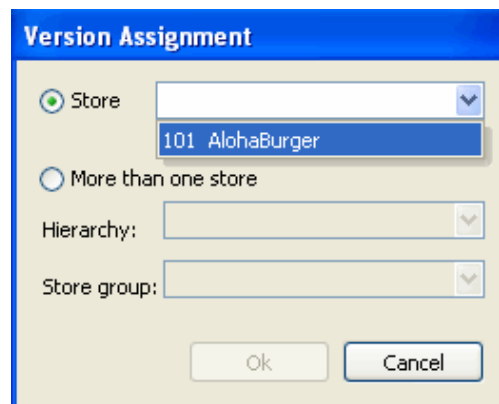 Version Assignment
Store
101 AlohaBurger
More than one store
Hierarchy:
Store group:
Ok Cancel